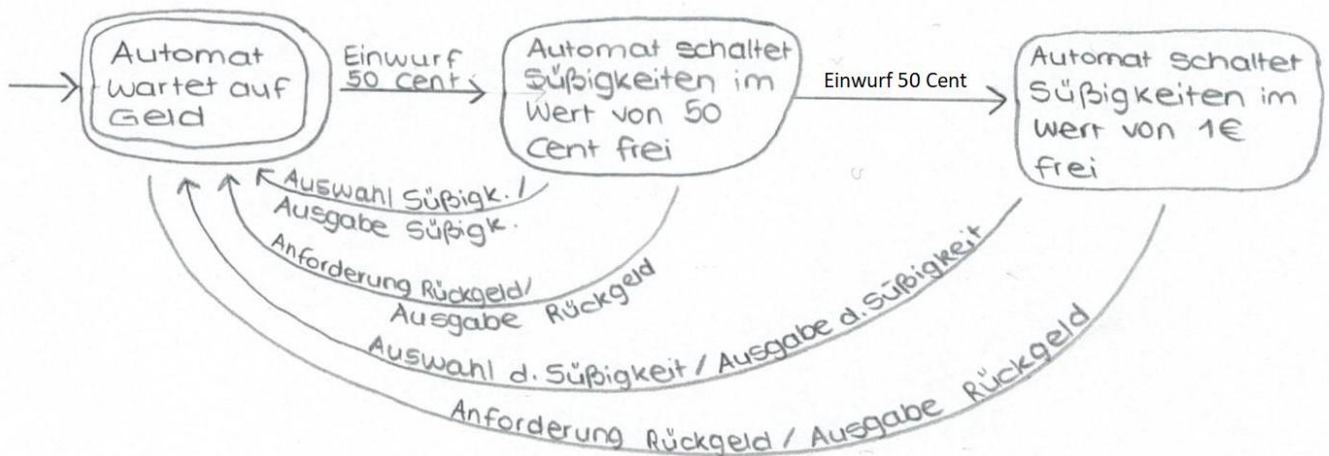 Automat
wartet auf
Geld
Einwurf
50 Cent
Automat schaltet
Süßigkeiten im
Wert von 50
Cent frei
Einwurf 50 Cent
Automat schaltet
Süßigkeiten im
Wert von 1€
frei
Auswahl Süßigk. /
Ausgabe Süßigk.
Anforderung Rückgeld/
Ausgabe Rückgeld
Auswahl d. Süßigkeit / Ausgabe d. Süßigkeit
Anforderung Rückgeld / Ausgabe Rückgeld